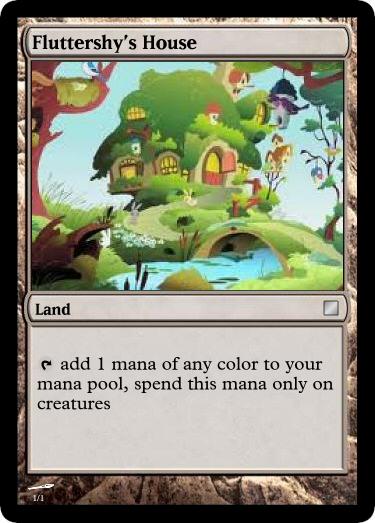 Fluttershy's House
Land
add 1 mana of any color to your
mana pool, spend this mana only on
creatures
1/1